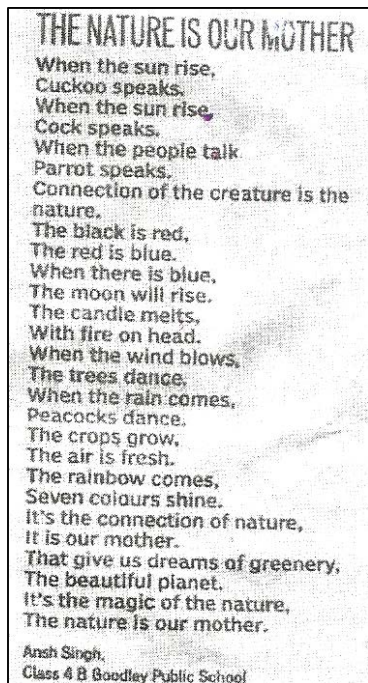 THE NATURE IS OUR MOTHER
When the sun rise,
Cuckoo speaks.
When the sun rise,
Cock speaks.
When the people talk
Parrot speaks.
Connection of the creature is the
nature.
The black is red,
The red is blue.
When there is blue,
The moon will rise.
The candle melts,
With fire on head.
When the wind blows,
The trees dance,
When the rain comes,
Peacocks dance.
The crops grow,
The air is fresh.
The rainbow comes,
Seven colours shine.
It's the connection of nature,
It is our mother.
That give us dreams of greenery,
The beautiful planet.
It's the magic of the nature,
The nature is our mother.
Ansh Singh,
Class 4 B Goodley Public School